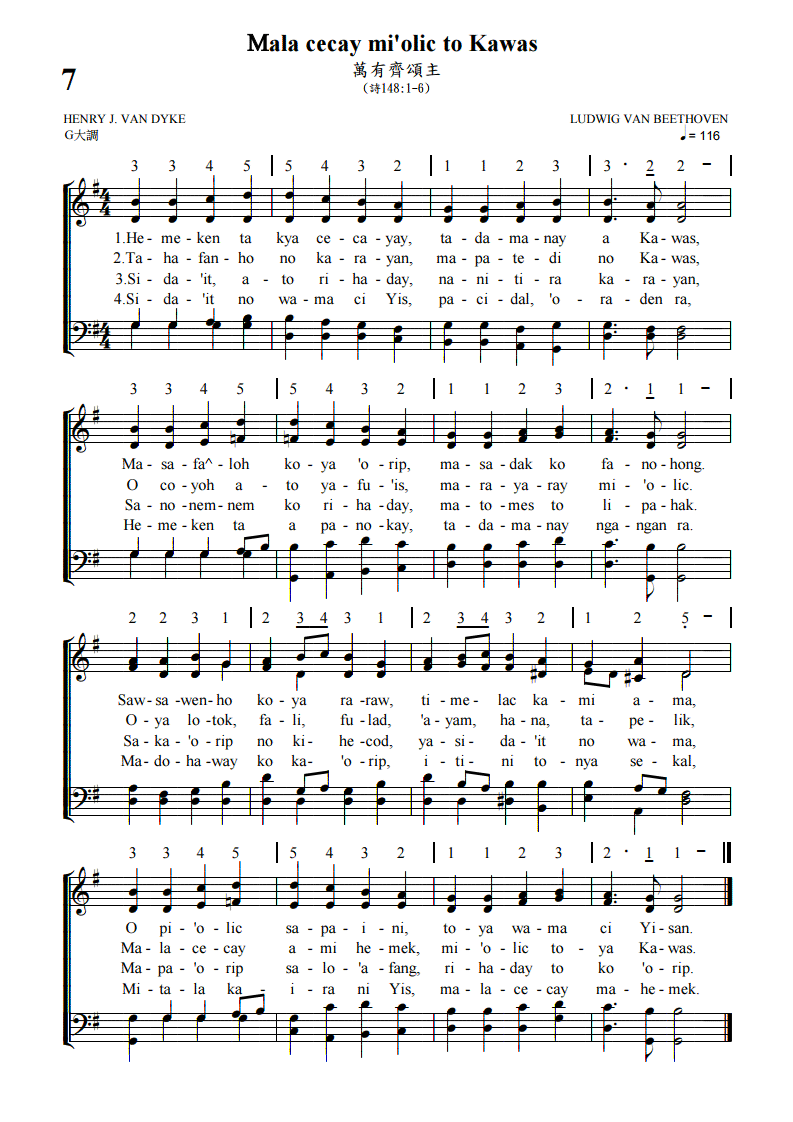 Mala cecay mi'olic to Kawas
7
萬有齊頌主
(詩148:1-6)
HENRY J. VAN DYKE
LUDWIG VAN BEETHOVEN
G大調
= 116
3 3 4 5 | 5 4 3 2 | 1 1 2 3 | 3 · 2 2 - |
1.He - me - ken ta kya ce - ca - yay, ta - da - ma - nay a Ka - was,
2.Ta - ha - fan - ho no ka - ra - yan, ma - pa - te - di no Ka - was,
3.Si - da - 'it, a - to ri - ha - day, na - ni - ti - ra ka - ra - yan,
4.Si - da - 'it no wa - ma ci Yis, pa - ci - dal, 'o - ra - den ra,
3 3 4 5 | 5 4 3 2 | 1 1 2 3 | 2 · 1 1 - |
Ma - sa - fa^ - loh ko - ya 'o - rip, ma - sa - dak ko fa - no - hong.
O co - yoh a - to ya - fu - 'is, ma - ra - ya - ray mi - 'o - lic.
Sa - no - nem - nem ko ri - ha - day, ma - to - mes to li - pa - hak.
He - me - ken ta a pa - no - kay, ta - da - ma - nay nga - ngan ra.
2 2 3 1 | 2 3 4 3 1 | 2 3 4 3 2 | 1 2 5 - |
Saw - sa - wen - ho ko - ya ra - raw, ti - me - lac ka - mi a - ma,
O - ya lo - tok, fa - li, fu - lad, 'a - yam, ha - na, ta - pe - lik,
Sa - ka - 'o - rip no ki - he - cod, ya - si - da - 'it no wa - ma,
Ma - do - ha - way ko ka - 'o - rip, i - ti - ni to - nya se - kal,
3 3 4 5 | 5 4 3 2 | 1 1 2 3 | 2 · 1 1 - ‖
O pi - 'o - lic sa - pa - i - ni, to - ya wa - ma ci Yi - san.
Ma - la - ce - cay a - mi he - mek, mi - 'o - lic to - ya Ka - was.
Ma - pa - 'o - rip sa - lo - 'a - fang, ri - ha - day to ko 'o - rip.
Mi - ta - la ka - i - ra ni Yis, ma - la - ce - cay ma - he - mek.